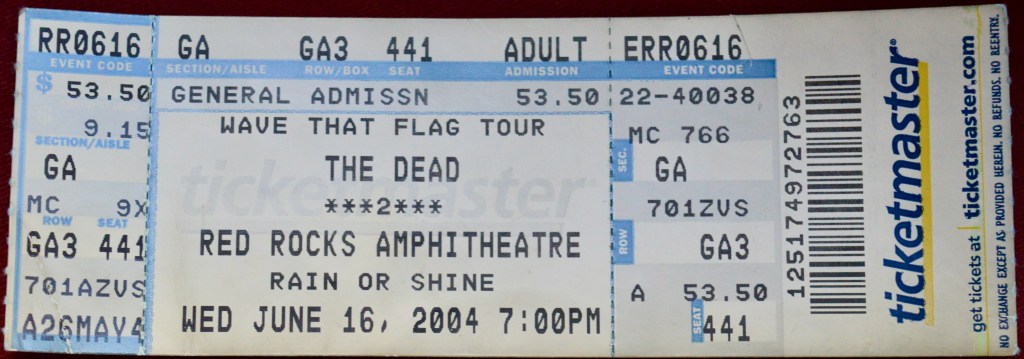 RR0616
EVENT CODE
$ 53.50
9.15
SECTION/AISLE
GA
MC 9X
ROW SEAT
GA3 441
701AZVS
A26MAY4
GA GA3 441 ADULT
SECTION/AISLE ROW/BOX SEAT ADMISSION
GENERAL ADMISSN 53.50
WAVE THAT FLAG TOUR
THE DEAD
***2***
RED ROCKS AMPHITHEATRE
RAIN OR SHINE
WED JUNE 16, 2004 7:00PM
ticketmaster
ERR0616
EVENT CODE
22-40038
MC 766
SEC.
GA
701ZVS
ROW
GA3
A 53.50
SEAT
441
125174972763
ticketmaster
get tickets at ticketmaster.com
NO EXCHANGE EXCEPT AS PROVIDED HEREIN. NO REFUNDS. NO REENTRY.